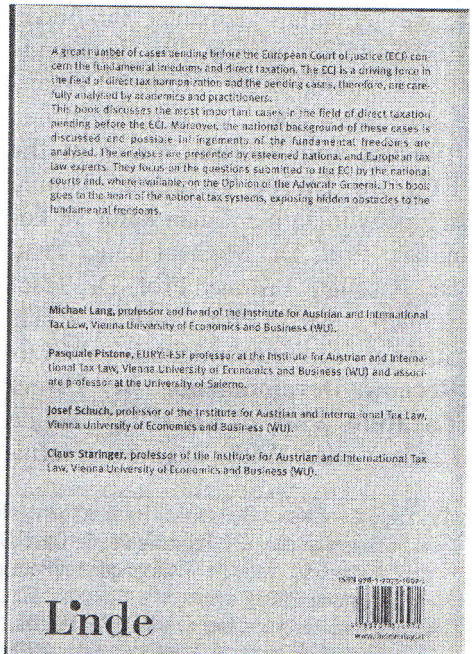 A great number of cases pending before the European Court of Justice (ECJ) con-
cern the fundamental freedoms and direct taxation. The ECJ is a driving force in
the field of direct tax harmonization and the pending cases, therefore, are care-
fully analysed by academics and practitioners.
This book discusses the most important cases in the field of direct taxation
pending before the ECJ. Moreover, the national background of these cases is
discussed and possible infringements of the fundamental freedoms are
analysed. The analyses are presented by esteemed national and European tax
law experts. They focus on the questions submitted to the ECJ by the national
courts and, where available, on the Opinion of the Advocate General. This book
goes to the heart of the national tax systems, exposing hidden obstacles to the
fundamental freedoms.
Michael Lang, professor and head of the Institute for Austrian and International
Tax Law, Vienna University of Economics and Business (WU).
Pasquale Pistone, professor at the Institute for Austrian and Interna-
tional Tax Law, Vienna University of Economics and Business (WU) and associ-
ate professor at the University of Salerno.
Josef Schuch, professor of the Institute for Austrian and International Tax Law,
Vienna University of Economics and Business (WU).
Claus Staringer, professor of the Institute for Austrian and International Tax
Law, Vienna University of Economics and Business (WU).
ISBN
Linde